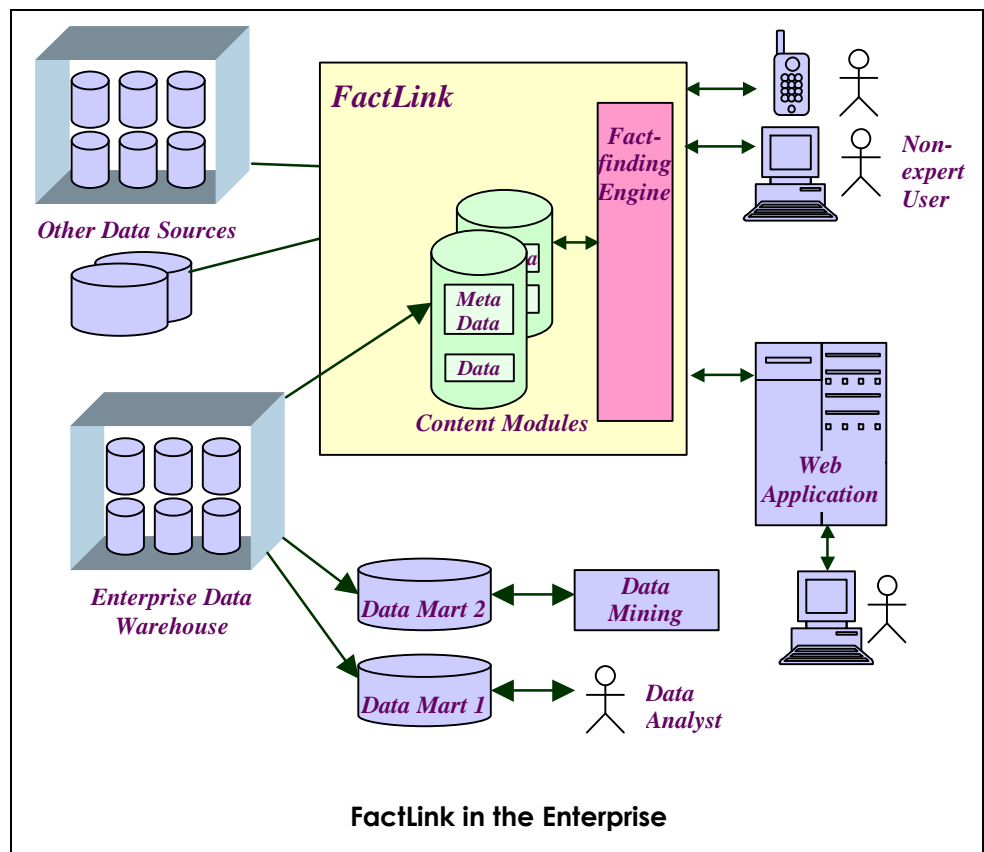 FactLink
Fact-
finding
Engine
Non-
expert
User
Other Data Sources
a
Meta
Data
Data
Content Modules
Web
Application
Enterprise Data
Warehouse
Data Mart 2
Data
Mining
Data Mart 1
Data
Analyst
FactLink in the Enterprise